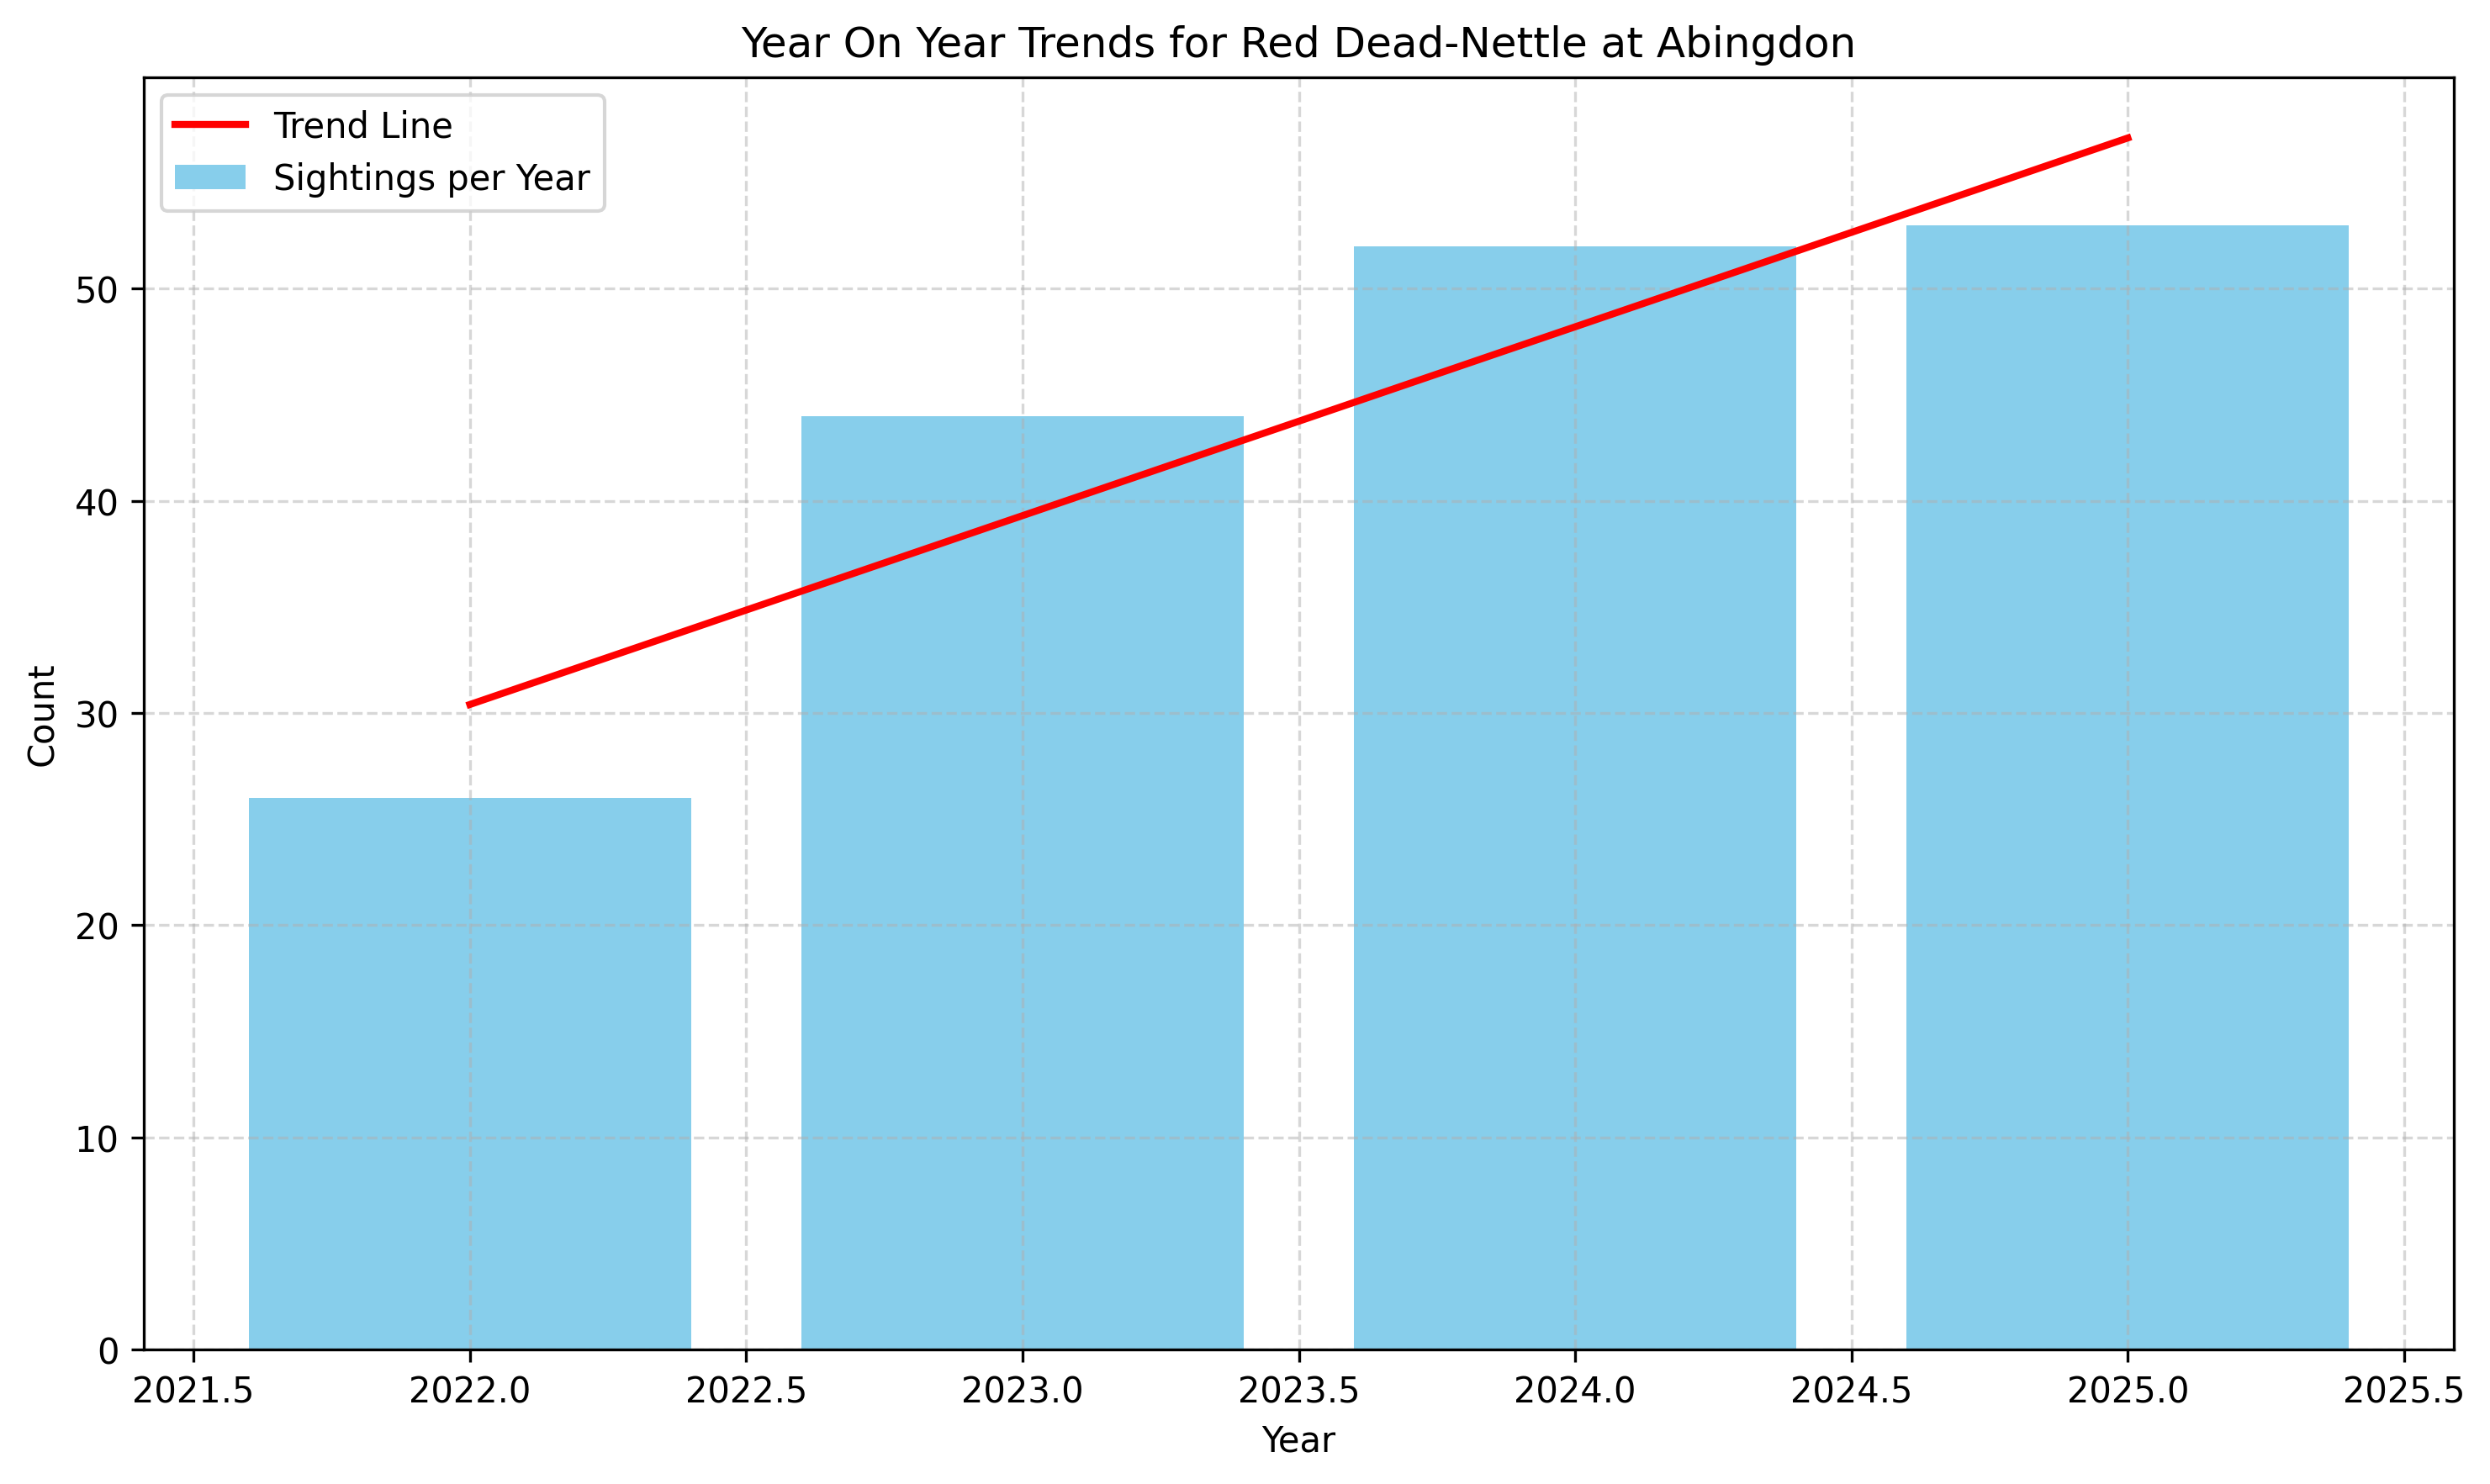 Year On Year Trends for Red Dead-Nettle at Abingdon
Trend Line
Sightings per Year
50
40
30
20
10
0
Count
2021.5 2022.0 2022.5 2023.0 2023.5 2024.0 2024.5 2025.0 2025.5
Year